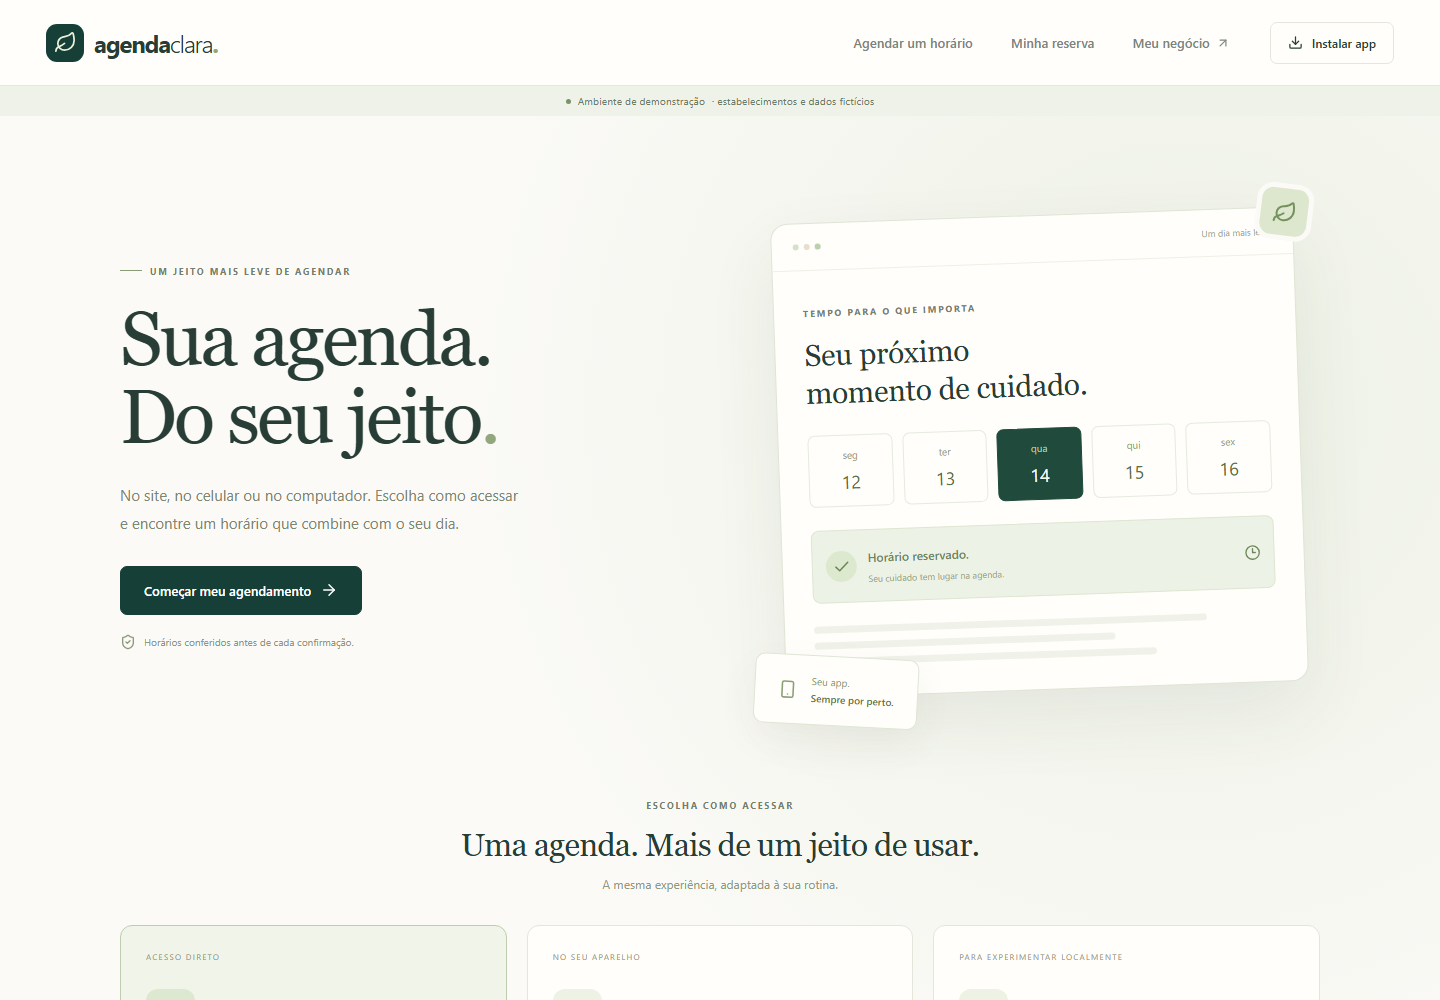 agendaclara.
Agendar um horário
Minha reserva
Meu negócio
Instalar app
Ambiente de demonstração · estabelecimentos e dados fictícios
UM JEITO MAIS LEVE DE AGENDAR
Sua agenda.
Do seu jeito.
No site, no celular ou no computador. Escolha como acessar
e encontre um horário que combine com o seu dia.
Começar meu agendamento
Horários conferidos antes de cada confirmação.
Um dia mais
TEMPO PARA O QUE IMPORTA
Seu próximo
momento de cuidado.
seg
12
ter
13
qua
14
qui
15
sex
16
Horário reservado.
Seu cuidado tem lugar na agenda.
Seu app.
Sempre por perto.
ESCOLHA COMO ACESSAR
Uma agenda. Mais de um jeito de usar.
A mesma experiência, adaptada à sua rotina.
ACESSO DIRETO
NO SEU APARELHO
PARA EXPERIMENTAR LOCALMENTE